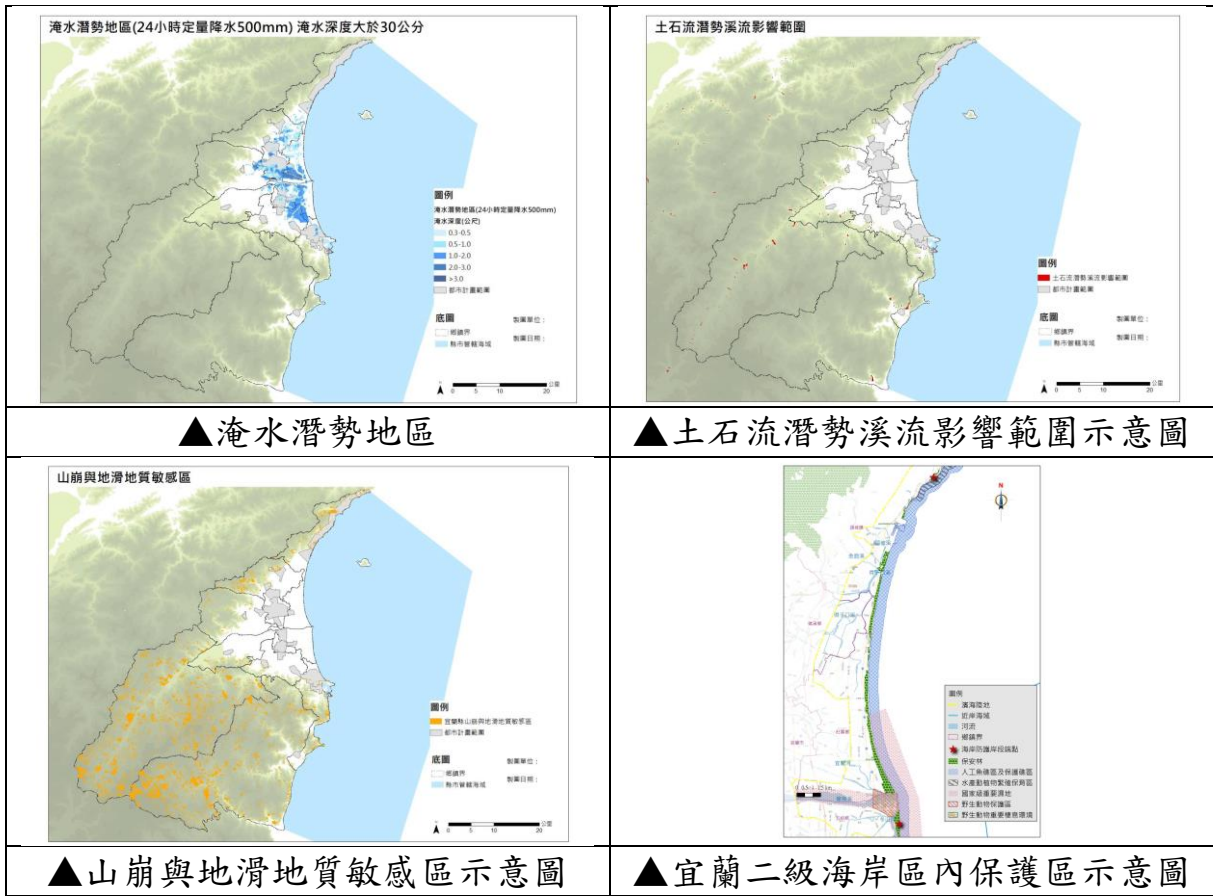 淹水潛勢地區(24小時定量降水500mm) 淹水深度大於30公分
圖例
淹水潛勢地區(24小時定量降水500mm)
淹水深度(公尺)
0.3-0.5
0.5-1.0
1.0-2.0
2.0-3.0
>3.0
都市計畫範圍
底圖
製圖單位：
鄉鎮界
製圖日期：
縣市管轄海域
公里
0 5 10 20
▲淹水潛勢地區
土石流潛勢溪流影響範圍
圖例
土石流潛勢溪流影響範圍
都市計畫範圍
底圖
製圖單位：
鄉鎮界
製圖日期：
縣市管轄海域
公里
0 5 10 20
▲土石流潛勢溪流影響範圍示意圖
山崩與地滑地質敏感區
圖例
宜蘭縣山崩與地滑地質敏感區
都市計畫範圍
底圖
製圖單位：
鄉鎮界
製圖日期：
縣市管轄海域
公里
0 5 10 20
▲山崩與地滑地質敏感區示意圖
N
圖例
濱海陸地
近岸海域
河流
鄉鎮界
海岸防護岸段端點
保安林
人工魚礁區及保護礁區
水產動植物繁殖保育區
國家級重要濕地
野生動物保護區
野生動物重要棲息環境
▲宜蘭二級海岸區內保護區示意圖